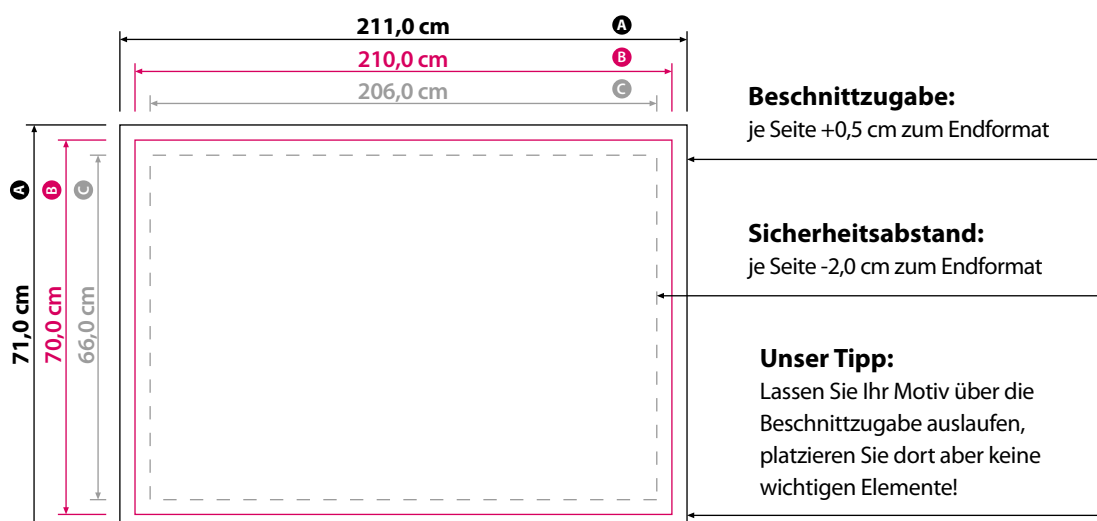 211,0 cm A
210,0 cm B
206,0 cm C
A
71,0 cm
B
70,0 cm
C
66,0 cm
Beschnittzugabe:
je Seite +0,5 cm zum Endformat
Sicherheitsabstand:
je Seite -2,0 cm zum Endformat
Unser Tipp:
Lassen Sie Ihr Motiv über die
Beschnittzugabe auslaufen,
platzieren Sie dort aber keine
wichtigen Elemente!